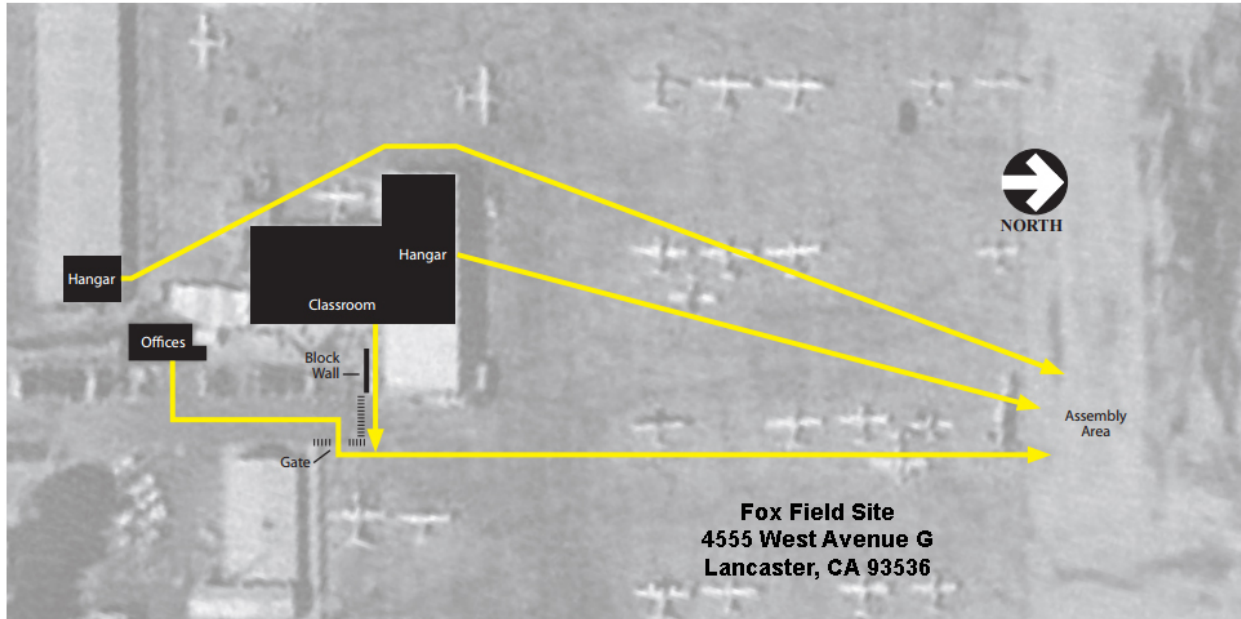 NORTH
Hangar
Hangar
Classroom
Offices
Block
Wall
Gate
Assembly
Area
Fox Field Site
4555 West Avenue G
Lancaster, CA 93536